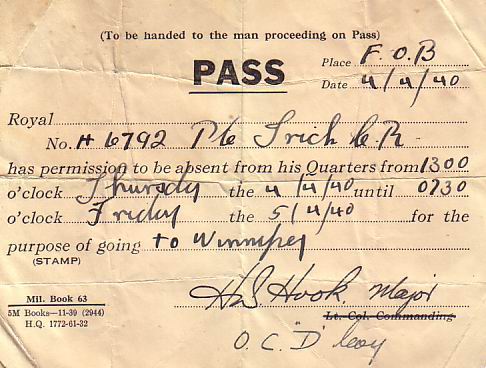 (To be handed to the man proceeding on Pass)
Place F.O.B
PASS
Date 4/4/40
Royal
No. H 6792 Pte Frich C.R
has permission to be absent from his Quarters from 1300
o'clock Thursday the 4/4/40 until 0730
o'clock Friday the 5/4/40 for the
purpose of going to Winnipeg
(STAMP)
Mil. Book 63
5M Books—11-39 (2944)
H.Q. 1772-61-32
Hook, Major
Lt. Col. Commanding
O.C. "D" Coy